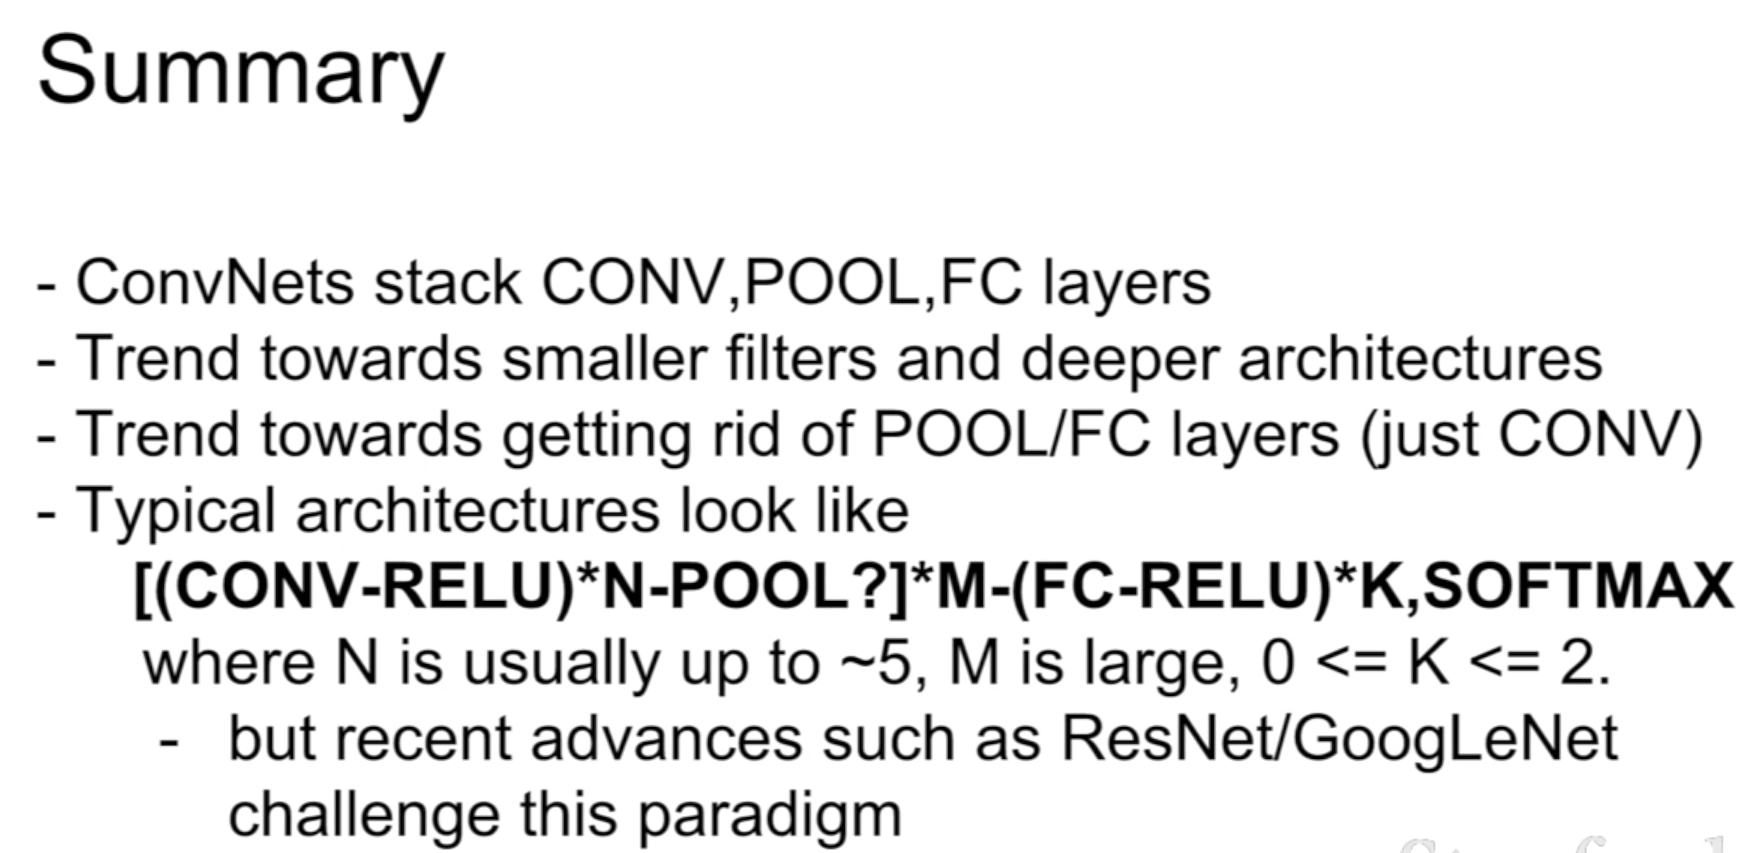 Summary
- ConvNets stack CONV,POOL,FC layers
- Trend towards smaller filters and deeper architectures
- Trend towards getting rid of POOL/FC layers (just CONV)
- Typical architectures look like
[(CONV-RELU)*N-POOL?]*M-(FC-RELU)*K,SOFTMAX
where N is usually up to ~5, M is large, 0 <= K <= 2.
- but recent advances such as ResNet/GoogLeNet
challenge this paradigm